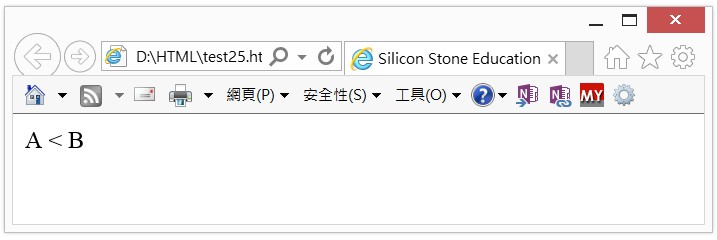 D:\HTML\test25.ht
Silicon Stone Education
網頁(P) 安全性(S) 工具(O) ? N N MY
A < B